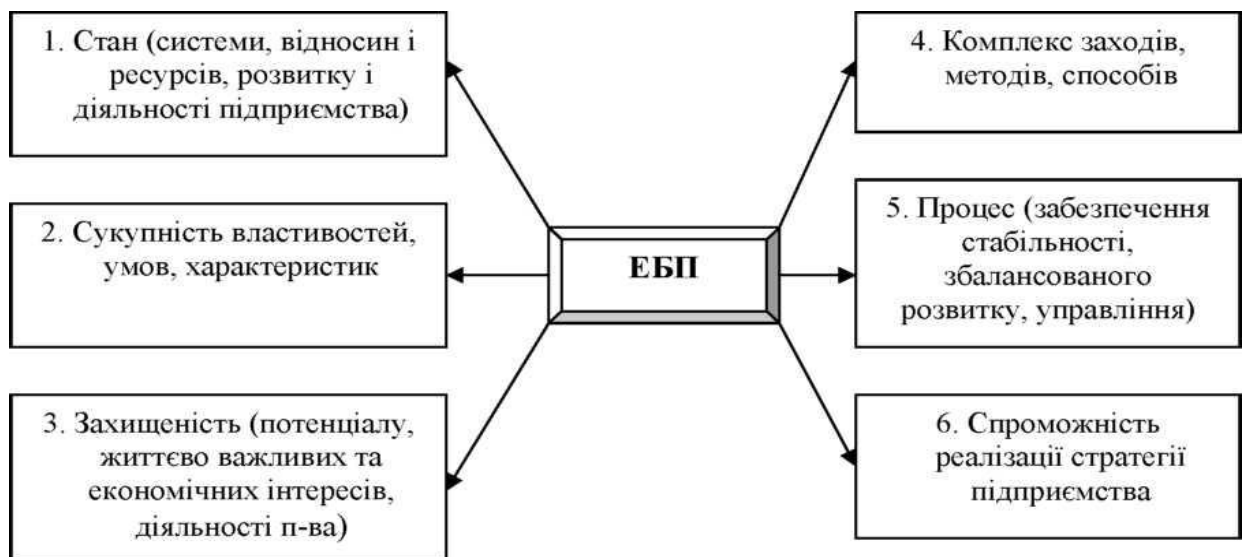 1. Стан (системи, відносин і
ресурсів, розвитку і
діяльності підприємства)
2. Сукупність властивостей,
умов, характеристик
3. Захищеність (потенціалу,
життєво важливих та
економічних інтересів,
діяльності п-ва)
ЕБП
4. Комплекс заходів,
методів, способів
5. Процес (забезпечення
стабільності,
збалансованого
розвитку, управління)
6. Спроможність
реалізації стратегії
підприємства